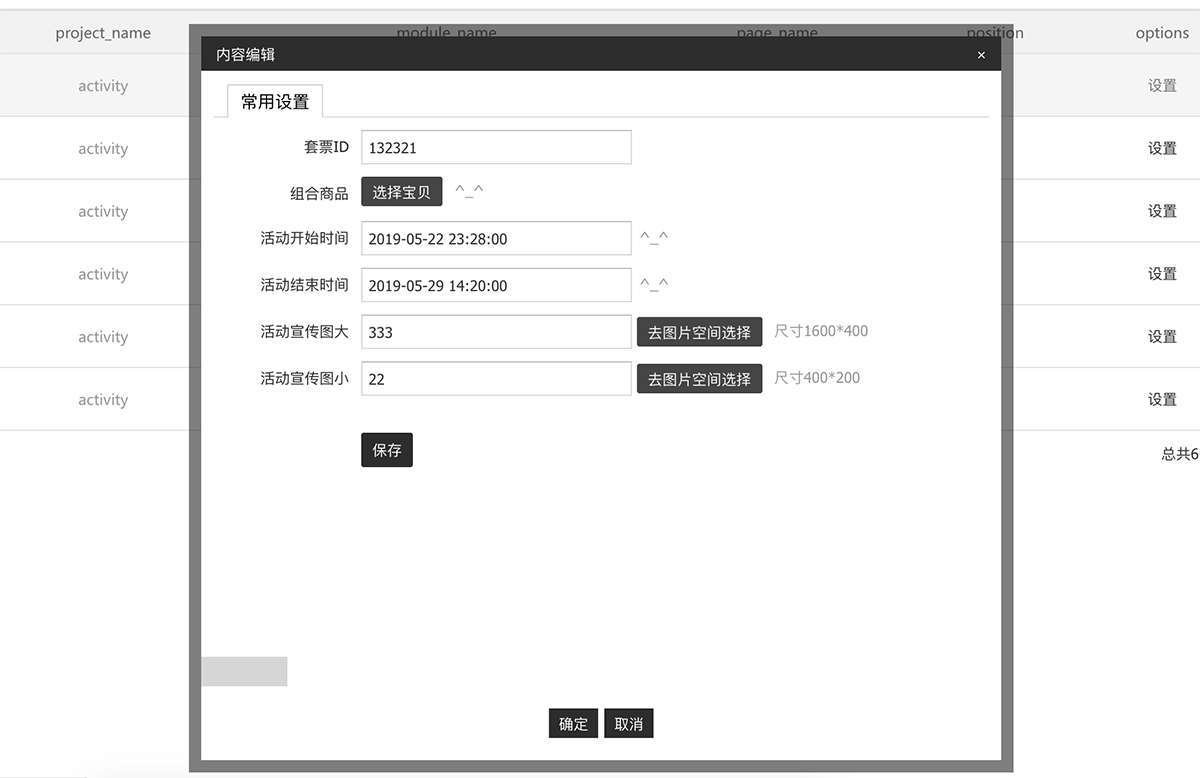 project_name module_name page_name position options
内容编辑 ×
activity 设置
常用设置
套票ID 132321
activity 设置
组合商品 选择宝贝 ^_^
activity 设置
活动开始时间 2019-05-22 23:28:00 ^_^
activity 设置
活动结束时间 2019-05-29 14:20:00 ^_^
活动宣传图大 333 去图片空间选择 尺寸1600*400
activity 设置
活动宣传图小 22 去图片空间选择 尺寸400*200
activity 设置
保存
总共6
确定 取消